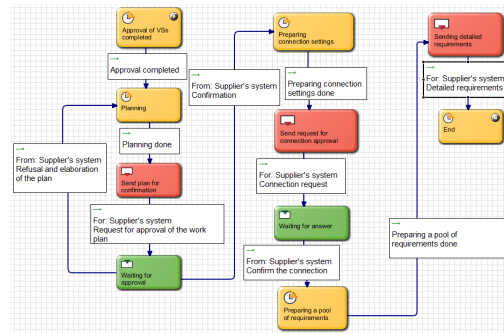 Approval of VSs
completed
Approval completed
Planning
Planning done
From: Supplier's system
Refusal and elaboration
of the plan
Send plan for
confirmation
For: Supplier's system
Request for approval of the work
plan
Waiting for
approval
From: Supplier's system
Confirmation
Preparing
connection settings
Preparing connection
settings done
Send request for
connection approval
For: Supplier's system
Connection request
Waiting for answer
From: Supplier's system
Confirm the connection
Preparing a pool
of requirements
Preparing a pool of
requirements done
Sending detailed
requirements
For: Supplier's system
Detailed requirements
End